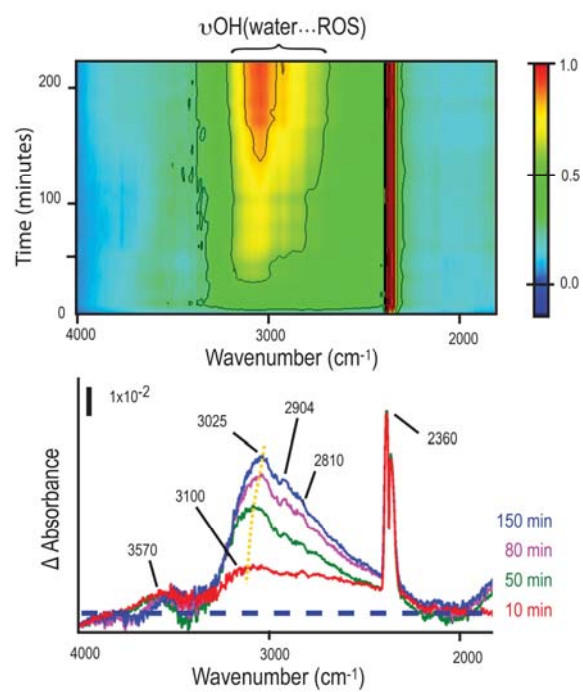 υOH(water...ROS)
Time (minutes)
200
100
0
4000 3000 2000
Wavenumber (cm-1)
1.0
0.5
0.0
1x10-2
Δ Absorbance
3570
3100
3025
2904
2810
2360
150 min
80 min
50 min
10 min
4000 3000 2000
Wavenumber (cm-1)